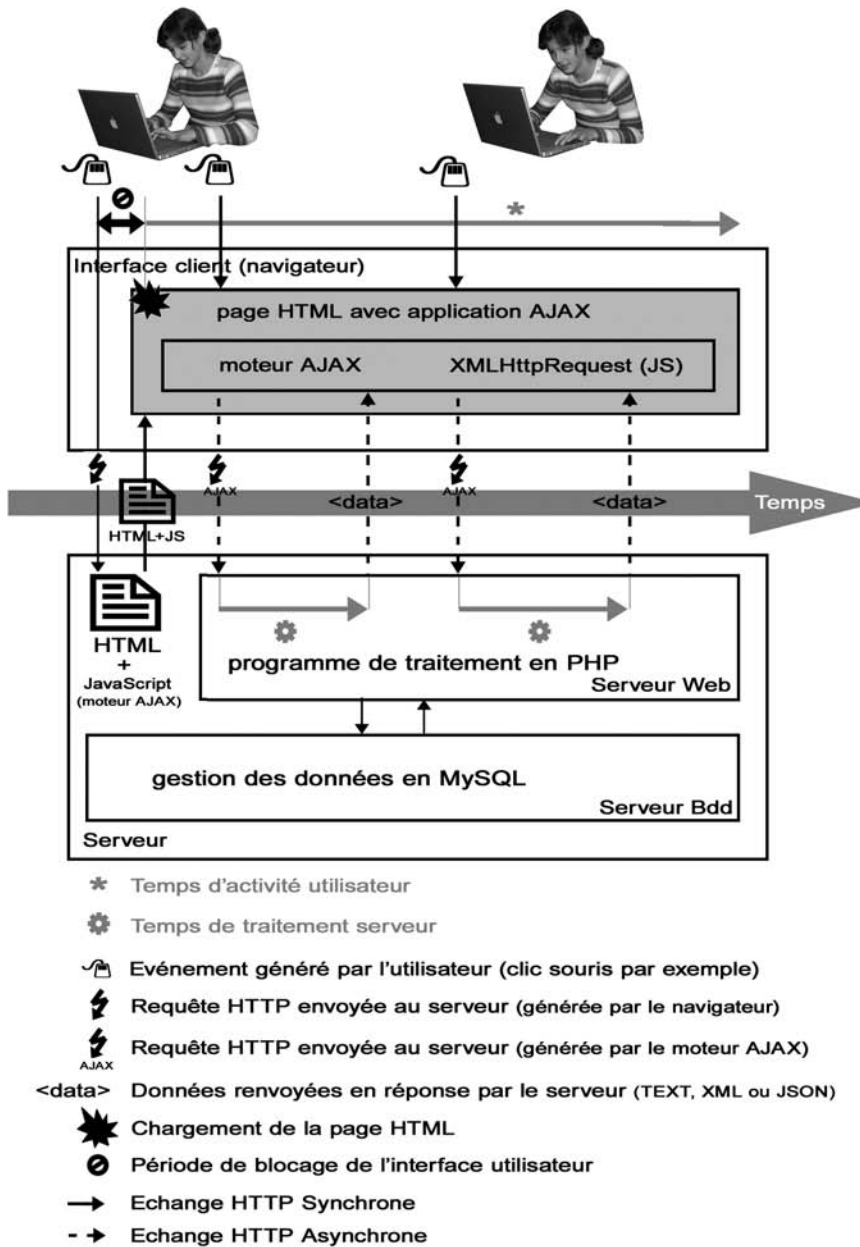 Interface client (navigateur)
page HTML avec application AJAX
moteur AJAX XMLHttpRequest (JS)
AJAX
AJAX
<data>
<data>
Temps
HTML+JS
HTML
+
JavaScript
(moteur AJAX)
programme de traitement en PHP
Serveur Web
gestion des données en MySQL
Serveur Bdd
Serveur
* Temps d'activité utilisateur
Temps de traitement serveur
Evénement généré par l'utilisateur (clic souris par exemple)
Requête HTTP envoyée au serveur (générée par le navigateur)
AJAX Requête HTTP envoyée au serveur (générée par le moteur AJAX)
<data> Données renvoyées en réponse par le serveur (TEXT, XML ou JSON)
Chargement de la page HTML
Période de blocage de l'interface utilisateur
Echange HTTP Synchrone
Echange HTTP Asynchrone